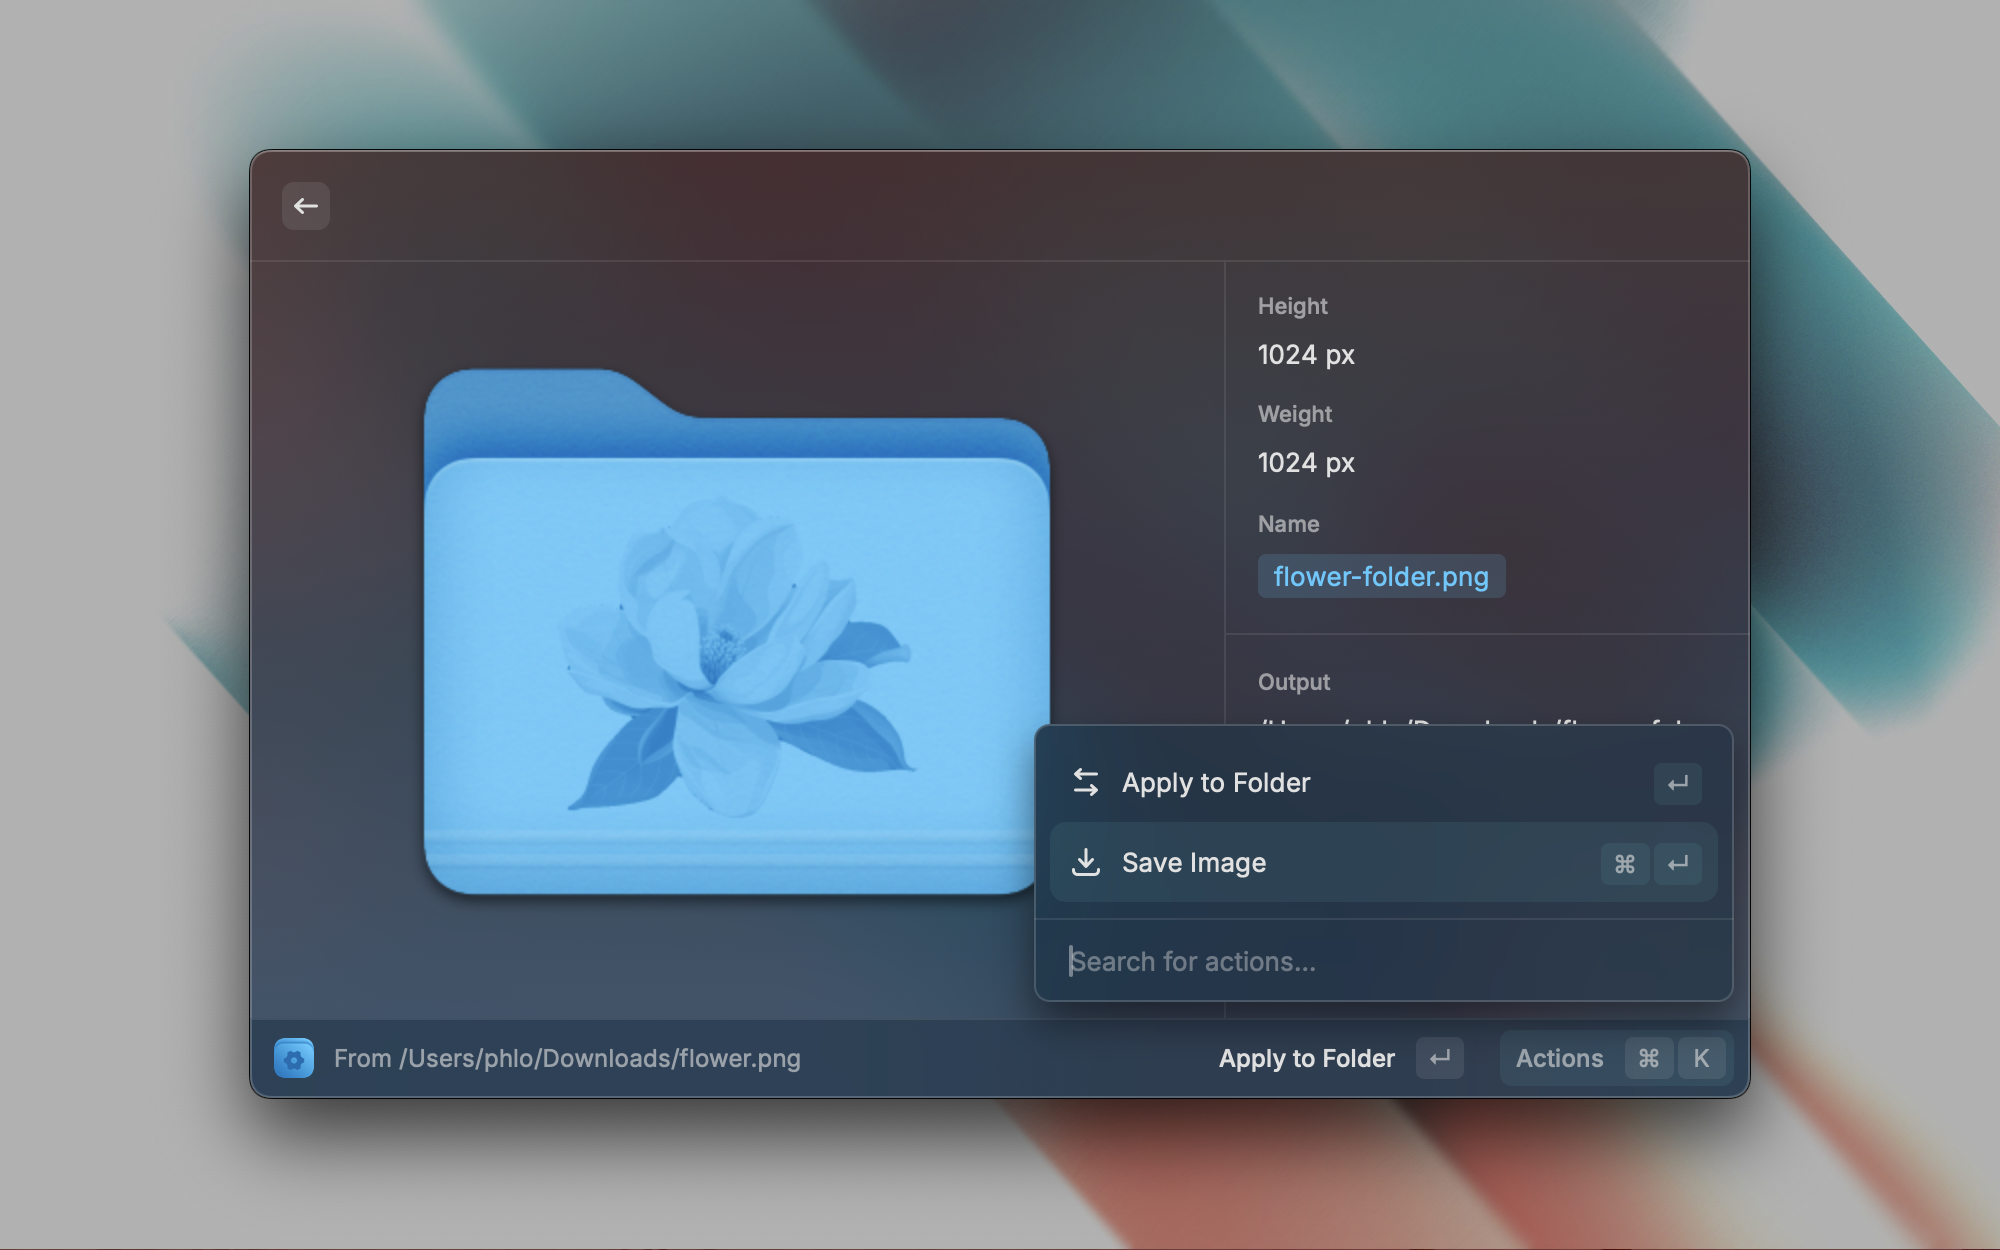 Height
1024 px
Weight
1024 px
Name
flower-folder.png
Output
Apply to Folder
Save Image
⌘
Search for actions...
From /Users/phlo/Downloads/flower.png
Apply to Folder
Actions ⌘ K